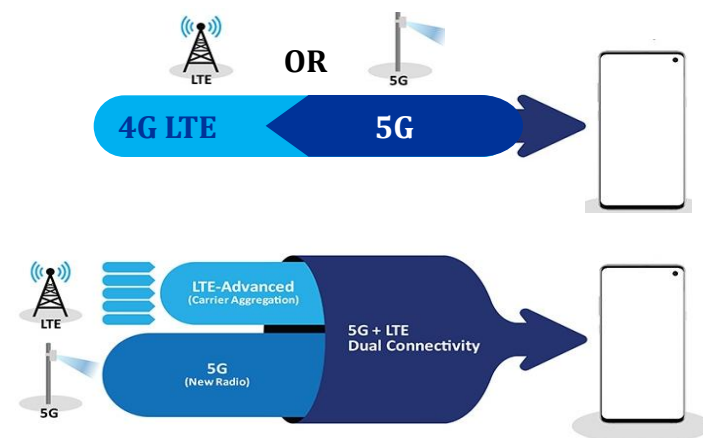 LTE
OR
5G
4G LTE
5G
LTE
LTE-Advanced
(Carrier Aggregation)
5G + LTE
Dual Connectivity
5G
(New Radio)
5G